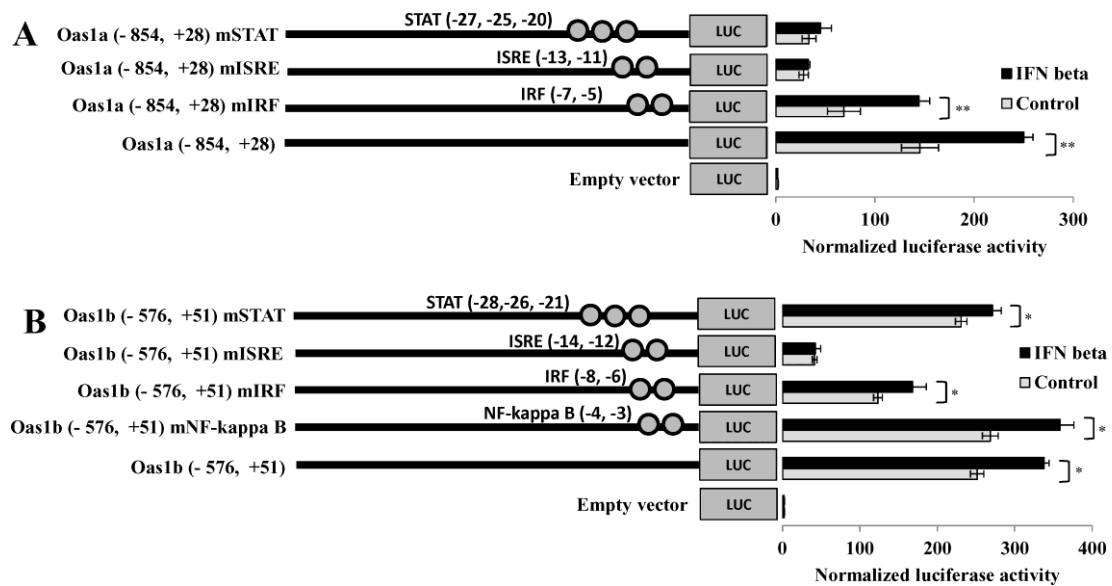 A
Oas1a (- 854, +28) mSTAT
STAT (-27, -25, -20)
LUC
Oas1a (- 854, +28) mISRE
ISRE (-13, -11)
LUC
Oas1a (- 854, +28) mIRF
IRF (-7, -5)
LUC
**
Oas1a (- 854, +28)
LUC
**
Empty vector
LUC
IFN beta
Control
0 100 200 300
Normalized luciferase activity
B
Oas1b (- 576, +51) mSTAT
STAT (-28,-26, -21)
LUC
*
Oas1b (- 576, +51) mISRE
ISRE (-14, -12)
LUC
Oas1b (- 576, +51) mIRF
IRF (-8, -6)
LUC
*
Oas1b (- 576, +51) mNF-kappa B
NF-kappa B (-4, -3)
LUC
*
Oas1b (- 576, +51)
LUC
*
Empty vector
LUC
IFN beta
Control
0 100 200 300 400
Normalized luciferase activity